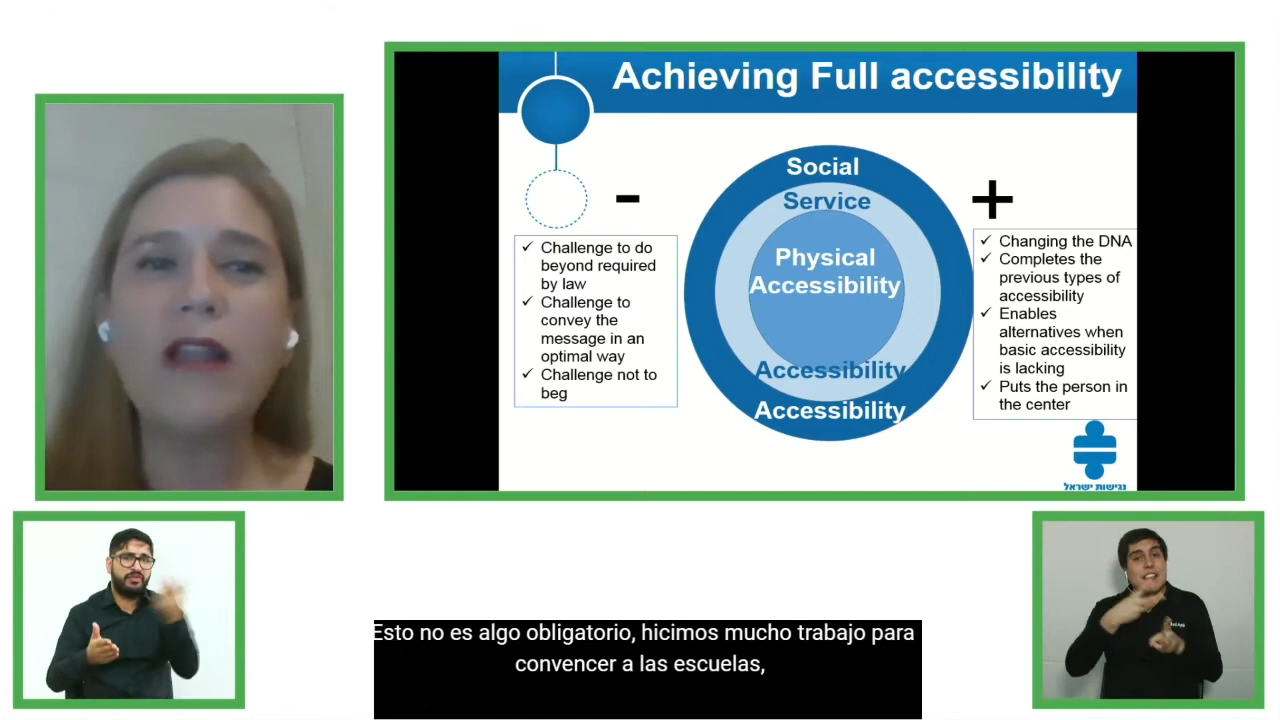 Achieving Full accessibility
-
✓ Challenge to do
beyond required
by law
✓ Challenge to
convey the
message in an
optimal way
✓ Challenge not to
beg
Social
Service
Physical
Accessibility
Accessibility
Accessibility
+
✓ Changing the DNA
✓ Completes the
previous types of
accessibility
✓ Enables
alternatives when
basic accessibility
is lacking
✓ Puts the person in
the center
נגישות ישראל
Esto no es algo obligatorio, hicimos mucho trabajo para
convencer a las escuelas,